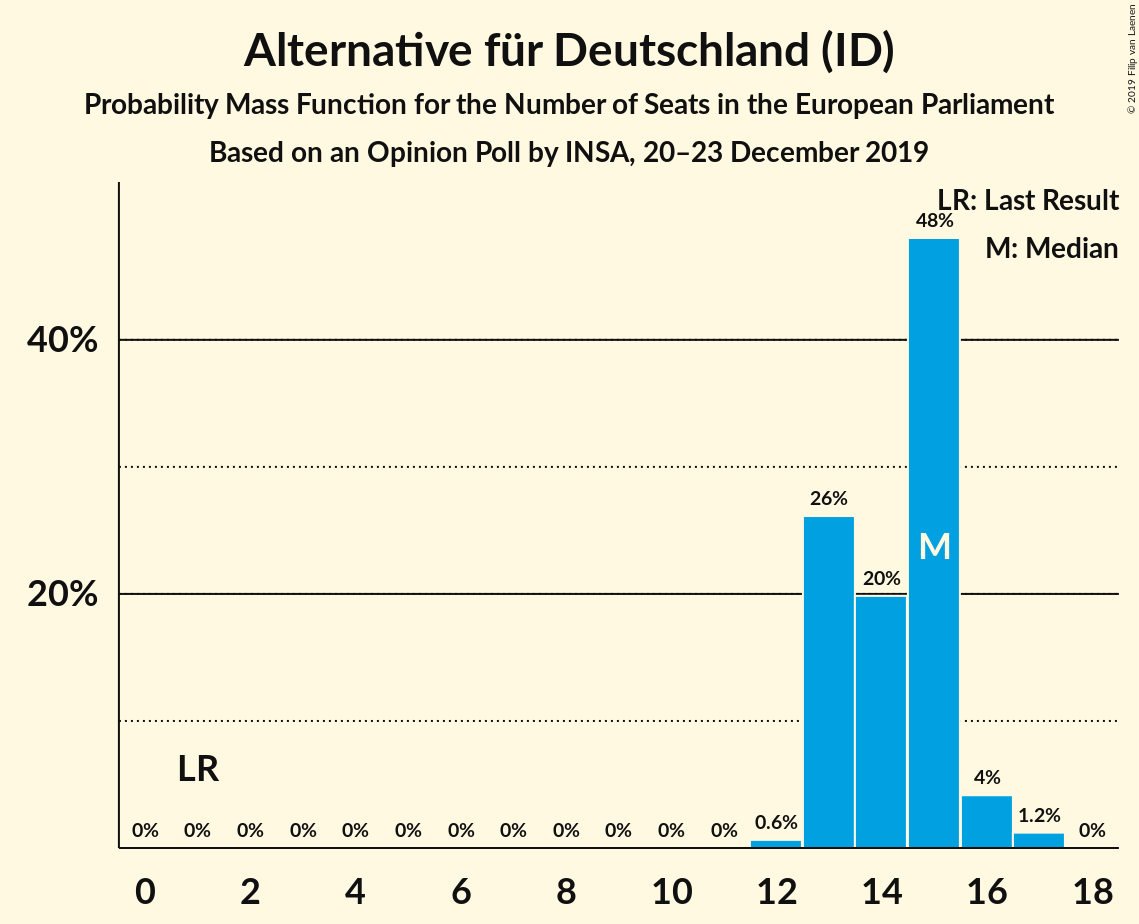 Alternative für Deutschland (ID)
Probability Mass Function for the Number of Seats in the European Parliament
Based on an Opinion Poll by INSA, 20–23 December 2019
© 2019 Filip van Laenen
LR: Last Result
M: Median
48%
40%
26%
M
20%
20%
LR
4%
1.2%
0.6%
0% 0% 0% 0% 0% 0% 0% 0% 0% 0% 0% 0% 0%
0 2 4 6 8 10 12 14 16 18